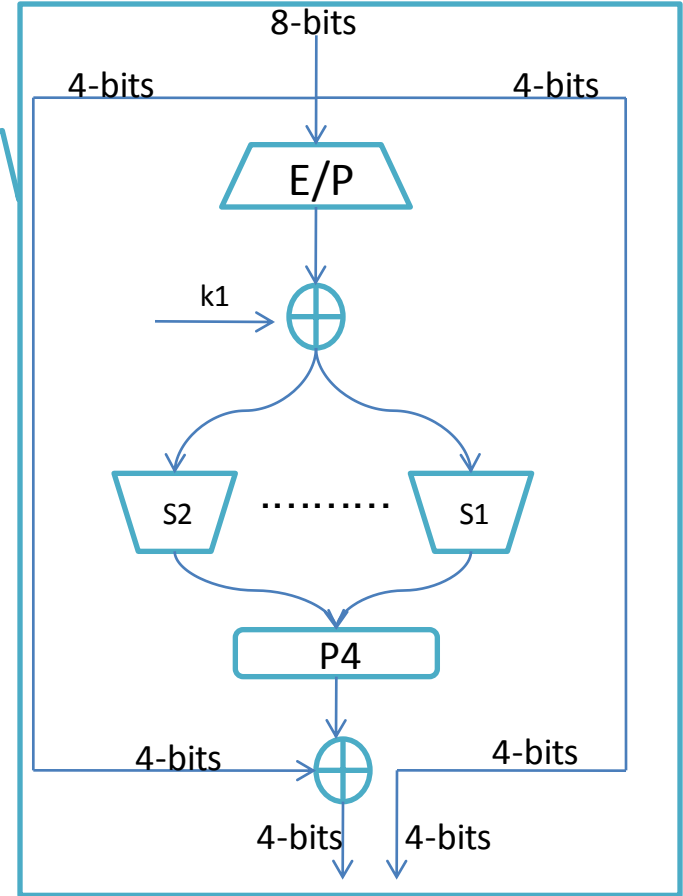 8-bits
4-bits 4-bits
E/P
k1
S2 ........... S1
P4
4-bits 4-bits
4-bits 4-bits